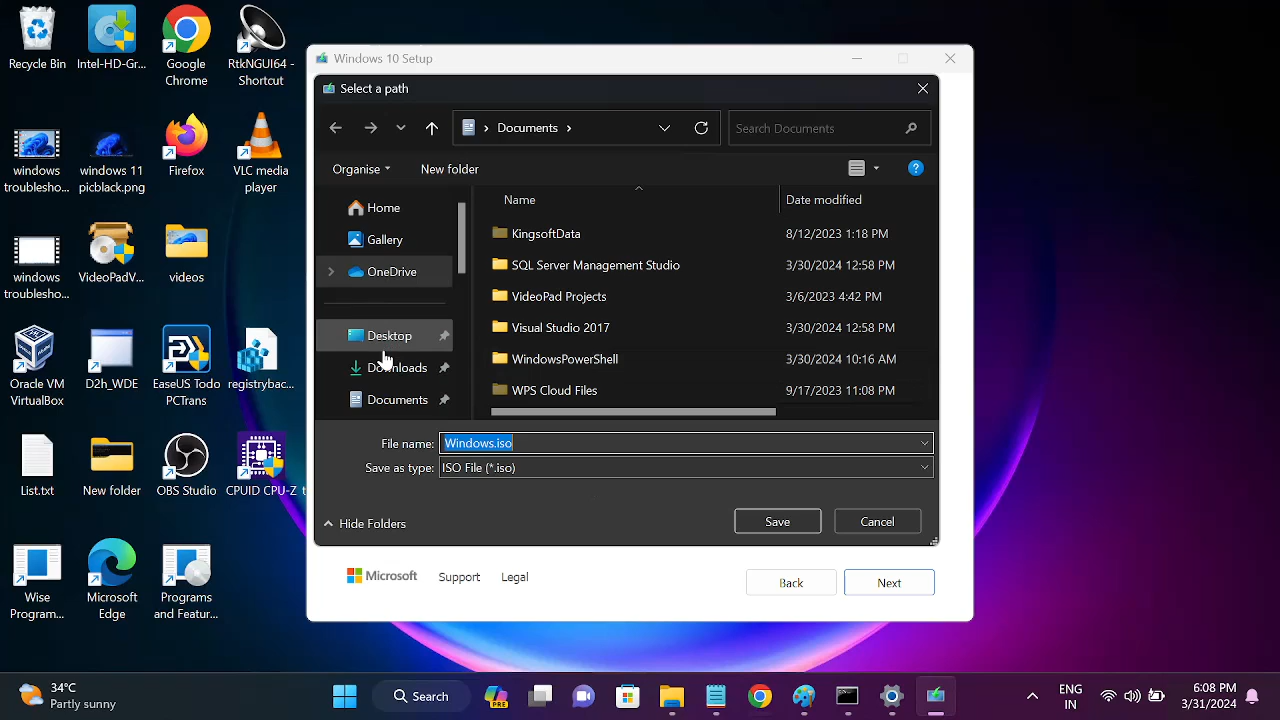 Recycle Bin
Intel-HD-Gr...
Google
Chrome
RtkNGUI64 -
Shortcut
windows
troublesho...
windows 11
picblack.png
Firefox
VLC media
player
windows
troublesho...
VideoPadV...
videos
Oracle VM
VirtualBox
D2h_WDE
EaseUS Todo
PCTrans
registrybac...
List.txt
New folder
OBS Studio
CPUID CPU-Z
Wise
Program...
Microsoft
Edge
Programs
and Featur...
Windows 10 Setup
Select a path
Documents
Search Documents
Organise
New folder
Home
Gallery
OneDrive
Desktop
Downloads
Documents
Name
Date modified
KingsoftData
8/12/2023 1:18 PM
SQL Server Management Studio
3/30/2024 12:58 PM
VideoPad Projects
3/6/2023 4:42 PM
Visual Studio 2017
3/30/2024 12:58 PM
WindowsPowerShell
3/30/2024 10:16 AM
WPS Cloud Files
9/17/2023 11:08 PM
File name: Windows.iso
Save as type: ISO File (*.iso)
Hide Folders
Save
Cancel
Microsoft
Support
Legal
Back
Next
34°C
Partly sunny
Search
PRE
ENG
IN
6:08 PM
3/31/2024